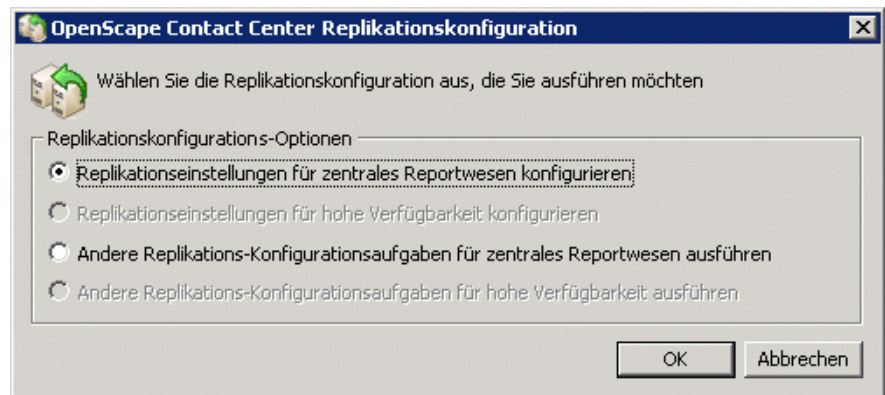 OpenScape Contact Center Replikationskonfiguration
Wählen Sie die Replikationskonfiguration aus, die Sie ausführen möchten
Replikationskonfigurations-Optionen
Replikationseinstellungen für zentrales Reportwesen konfigurieren
Replikationseinstellungen für hohe Verfügbarkeit konfigurieren
Andere Replikations-Konfigurationsaufgaben für zentrales Reportwesen ausführen
Andere Replikations-Konfigurationsaufgaben für hohe Verfügbarkeit ausführen
OK Abbrechen